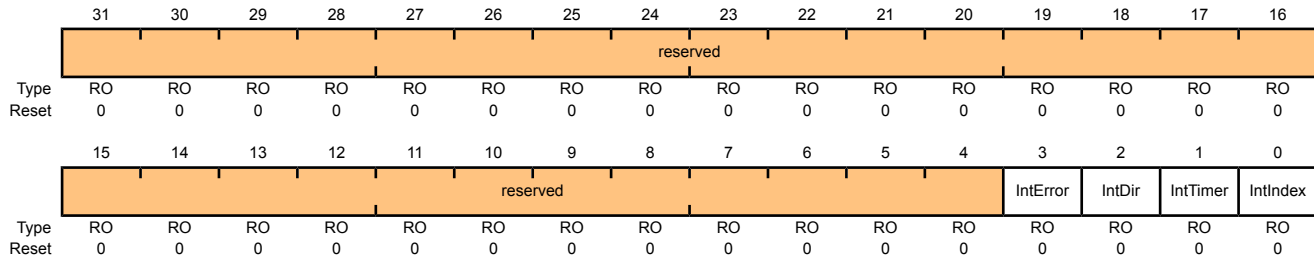 31 30 29 28 27 26 25 24 23 22 21 20 19 18 17 16
reserved
Type RO RO RO RO RO RO RO RO RO RO RO RO RO RO RO RO
Reset 0 0 0 0 0 0 0 0 0 0 0 0 0 0 0 0
15 14 13 12 11 10 9 8 7 6 5 4 3 2 1 0
reserved IntError IntDir IntTimer IntIndex
Type RO RO RO RO RO RO RO RO RO RO RO RO RO RO RO RO
Reset 0 0 0 0 0 0 0 0 0 0 0 0 0 0 0 0